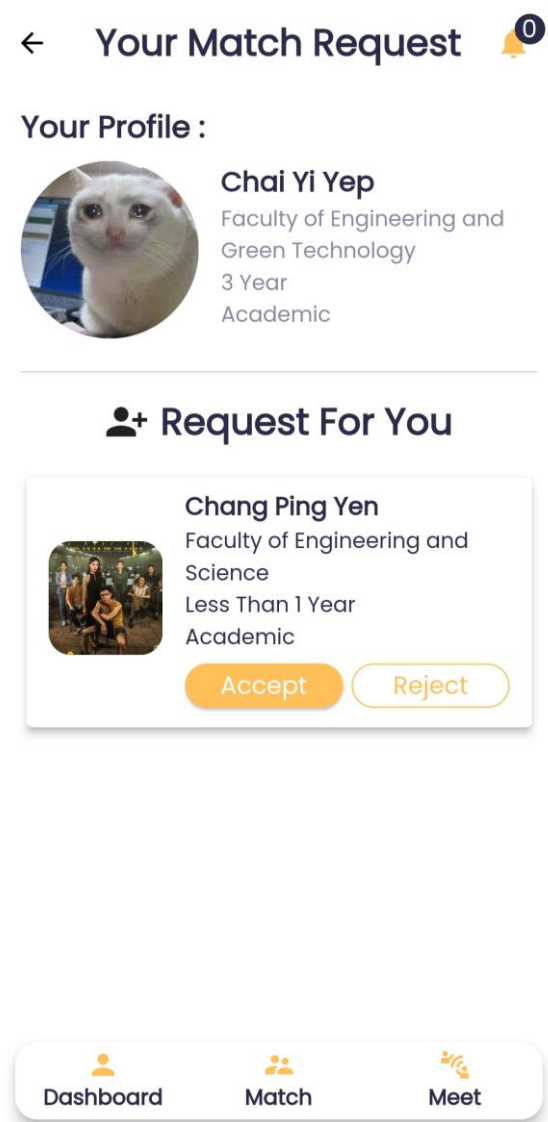 Your Match Request
0
Your Profile :
Chai Yi Yep
Faculty of Engineering and
Green Technology
3 Year
Academic
Request For You
Chang Ping Yen
Faculty of Engineering and
Science
Less Than 1 Year
Academic
Accept
Reject
Dashboard
Match
Meet